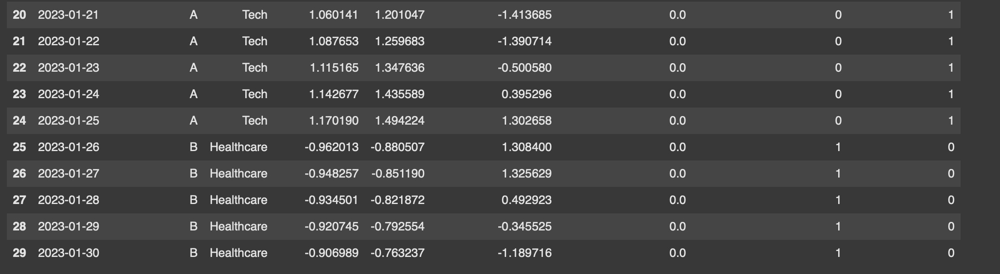 20 2023-01-21 A Tech 1.060141 1.201047 -1.413685 0.0 0 1
21 2023-01-22 A Tech 1.087653 1.259683 -1.390714 0.0 0 1
22 2023-01-23 A Tech 1.115165 1.347636 -0.500580 0.0 0 1
23 2023-01-24 A Tech 1.142677 1.435589 0.395296 0.0 0 1
24 2023-01-25 A Tech 1.170190 1.494224 1.302658 0.0 0 1
25 2023-01-26 B Healthcare -0.962013 -0.880507 1.308400 0.0 1 0
26 2023-01-27 B Healthcare -0.948257 -0.851190 1.325629 0.0 1 0
27 2023-01-28 B Healthcare -0.934501 -0.821872 0.492923 0.0 1 0
28 2023-01-29 B Healthcare -0.920745 -0.792554 -0.345525 0.0 1 0
29 2023-01-30 B Healthcare -0.906989 -0.763237 -1.189716 0.0 1 0